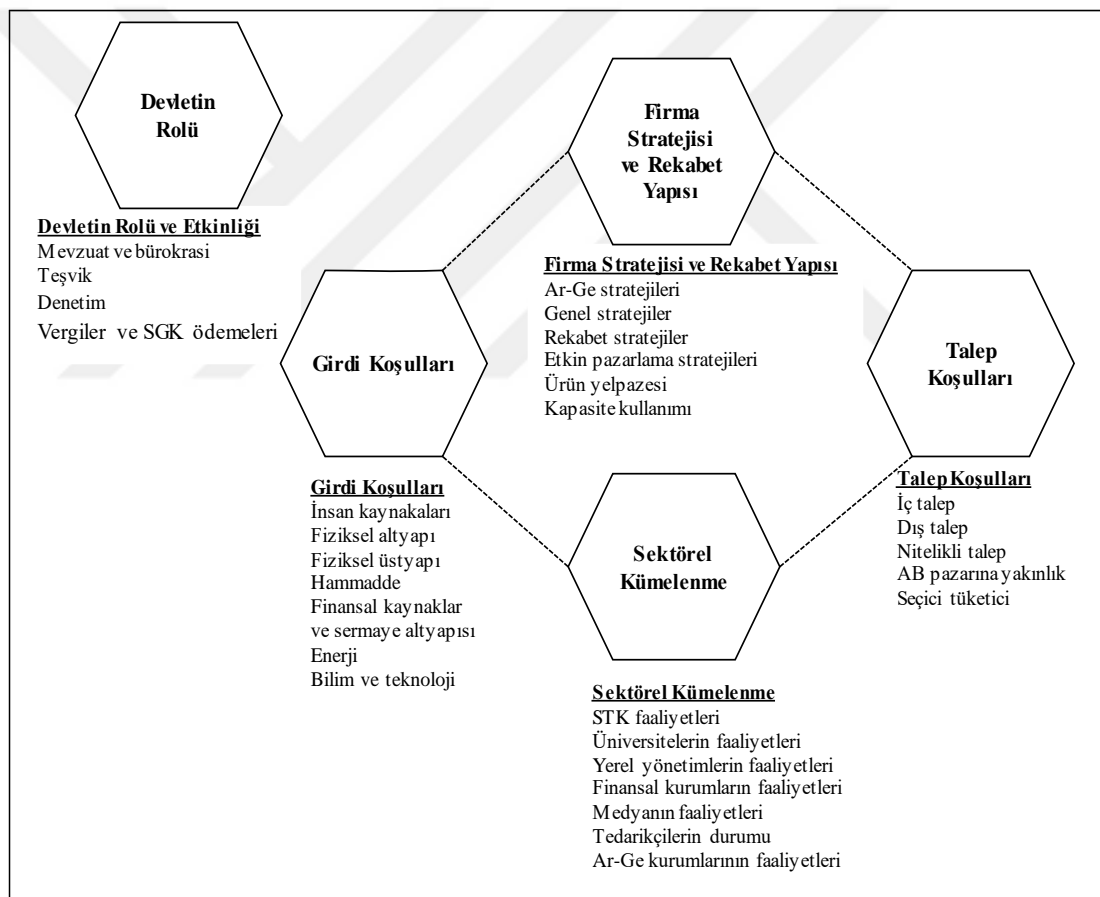 Devletin
Rolü
Devletin Rolü ve Etkinliği
Mevzuat ve bürokrasi
Teşvik
Denetim
Vergiler ve SGK ödemeleri
Firma
Stratejisi
ve Rekabet
Yapısı
Firma Stratejisi ve Rekabet Yapısı
Ar-Ge stratejileri
Genel stratejiler
Rekabet stratejiler
Etkin pazarlama stratejileri
Ürün yelpazesi
Kapasite kullanımı
Girdi Koşulları
Girdi Koşulları
İnsan kaynakaları
Fiziksel altyapı
Fiziksel üstyapı
Hammadde
Finansal kaynaklar
ve sermaye altyapısı
Enerji
Bilim ve teknoloji
Talep
Koşulları
Talep Koşulları
İç talep
Dış talep
Nitelikli talep
AB pazarına yakınlık
Seçici tüketici
Sektörel
Kümelenme
Sektörel Kümelenme
STK faaliyetleri
Üniversitelerin faaliyetleri
Yerel yönetimlerin faaliyetleri
Finansal kurumların faaliyetleri
Medyanın faaliyetleri
Tedarikçilerin durumu
Ar-Ge kurumlarının faaliyetleri